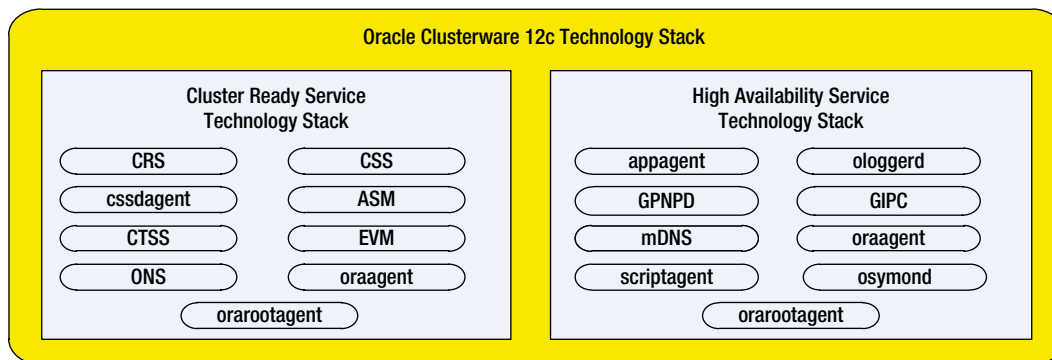 Oracle Clusterware 12c Technology Stack
Cluster Ready Service
Technology Stack
CRS
CSS
cssdagent
ASM
CTSS
EVM
ONS
oraagent
orarootagent
High Availability Service
Technology Stack
appagent
ologgerd
GPNPD
GIPC
mDNS
oraagent
scriptagent
osymond
orarootagent